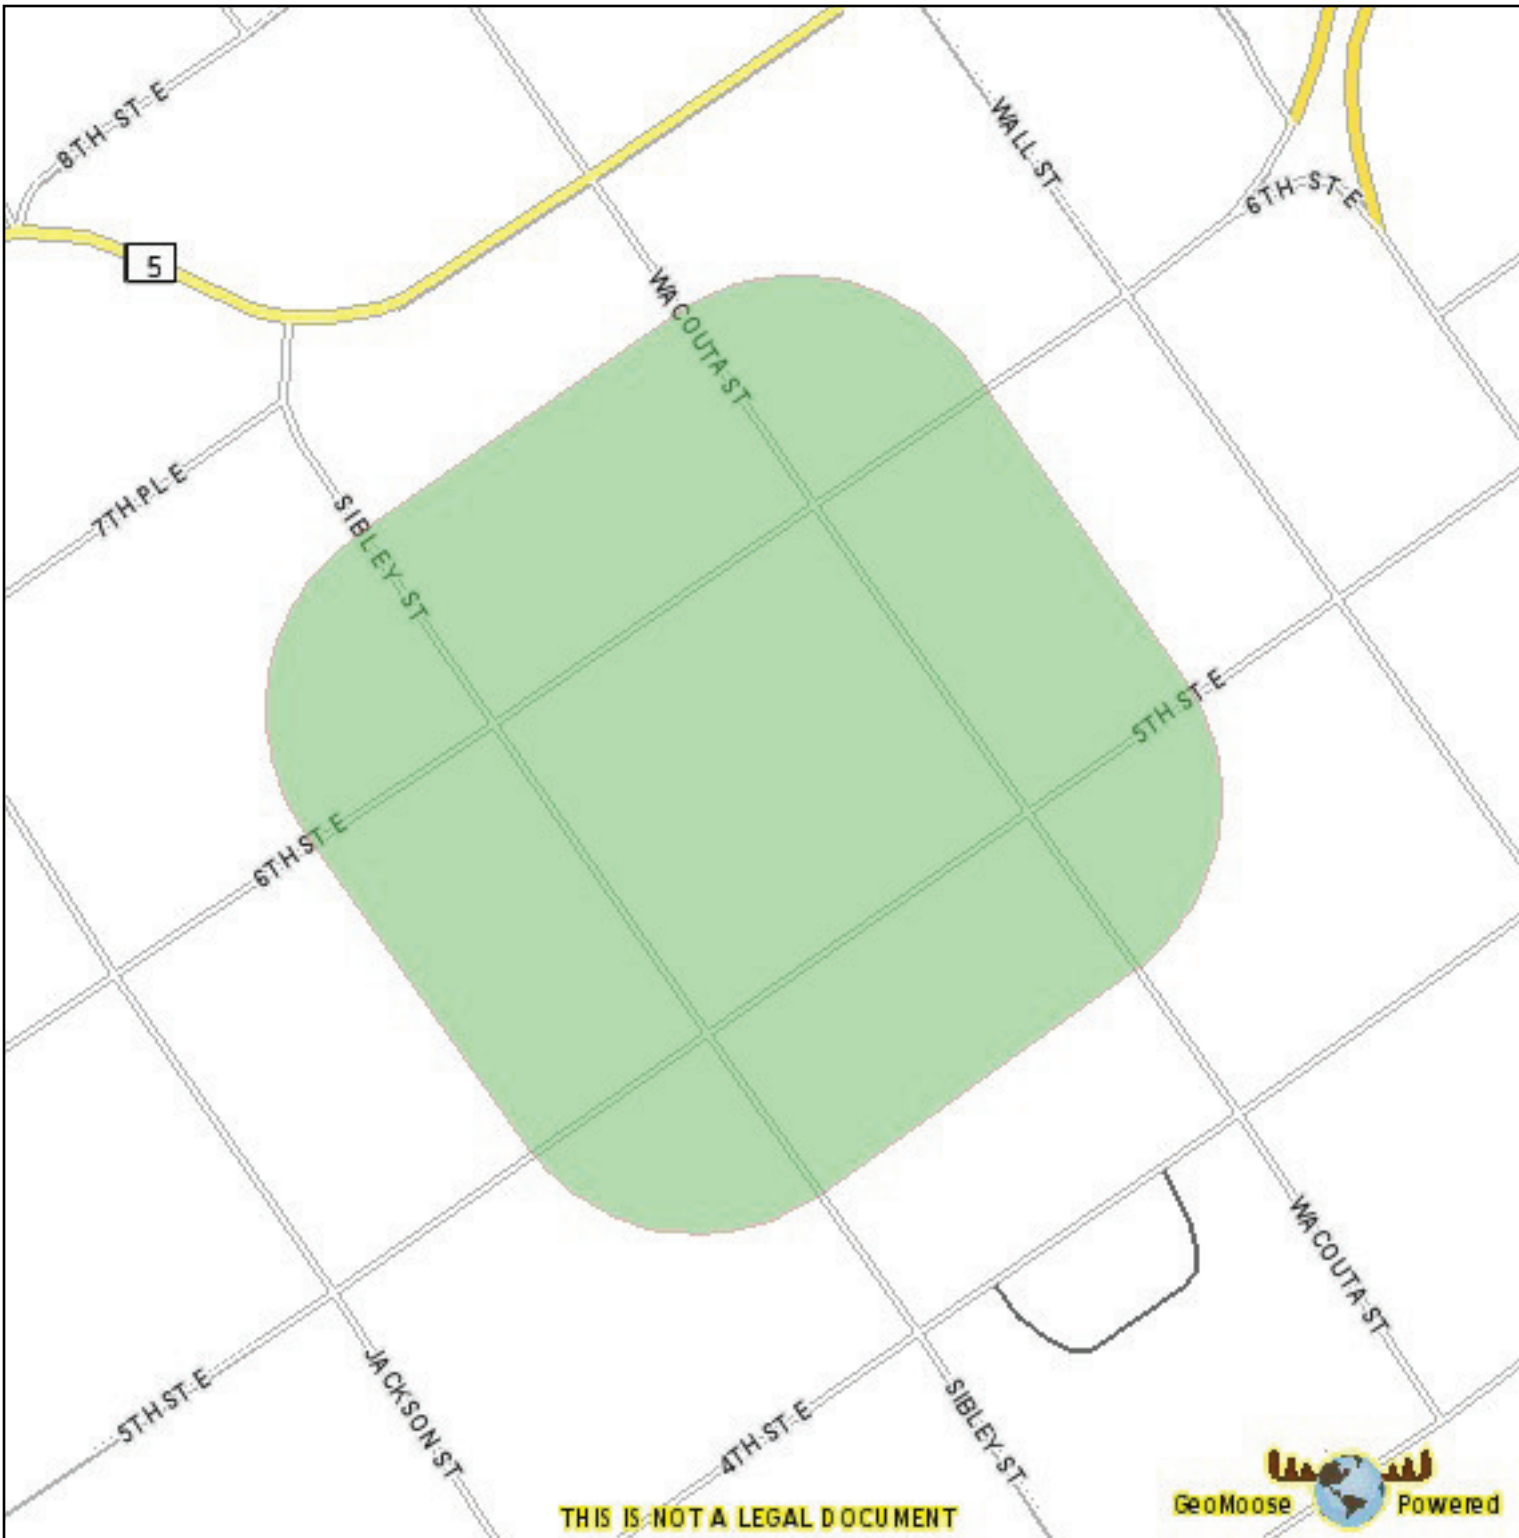 8TH ST E
WALL ST
6TH ST E
5
WACOUTA ST
7TH PL E
SIBLEY ST
5TH ST E
6TH ST E
WACOUTA ST
JACKSON ST
5TH ST E
4TH ST E
SIBLEY ST
THIS IS NOT A LEGAL DOCUMENT
GeoMoose Powered